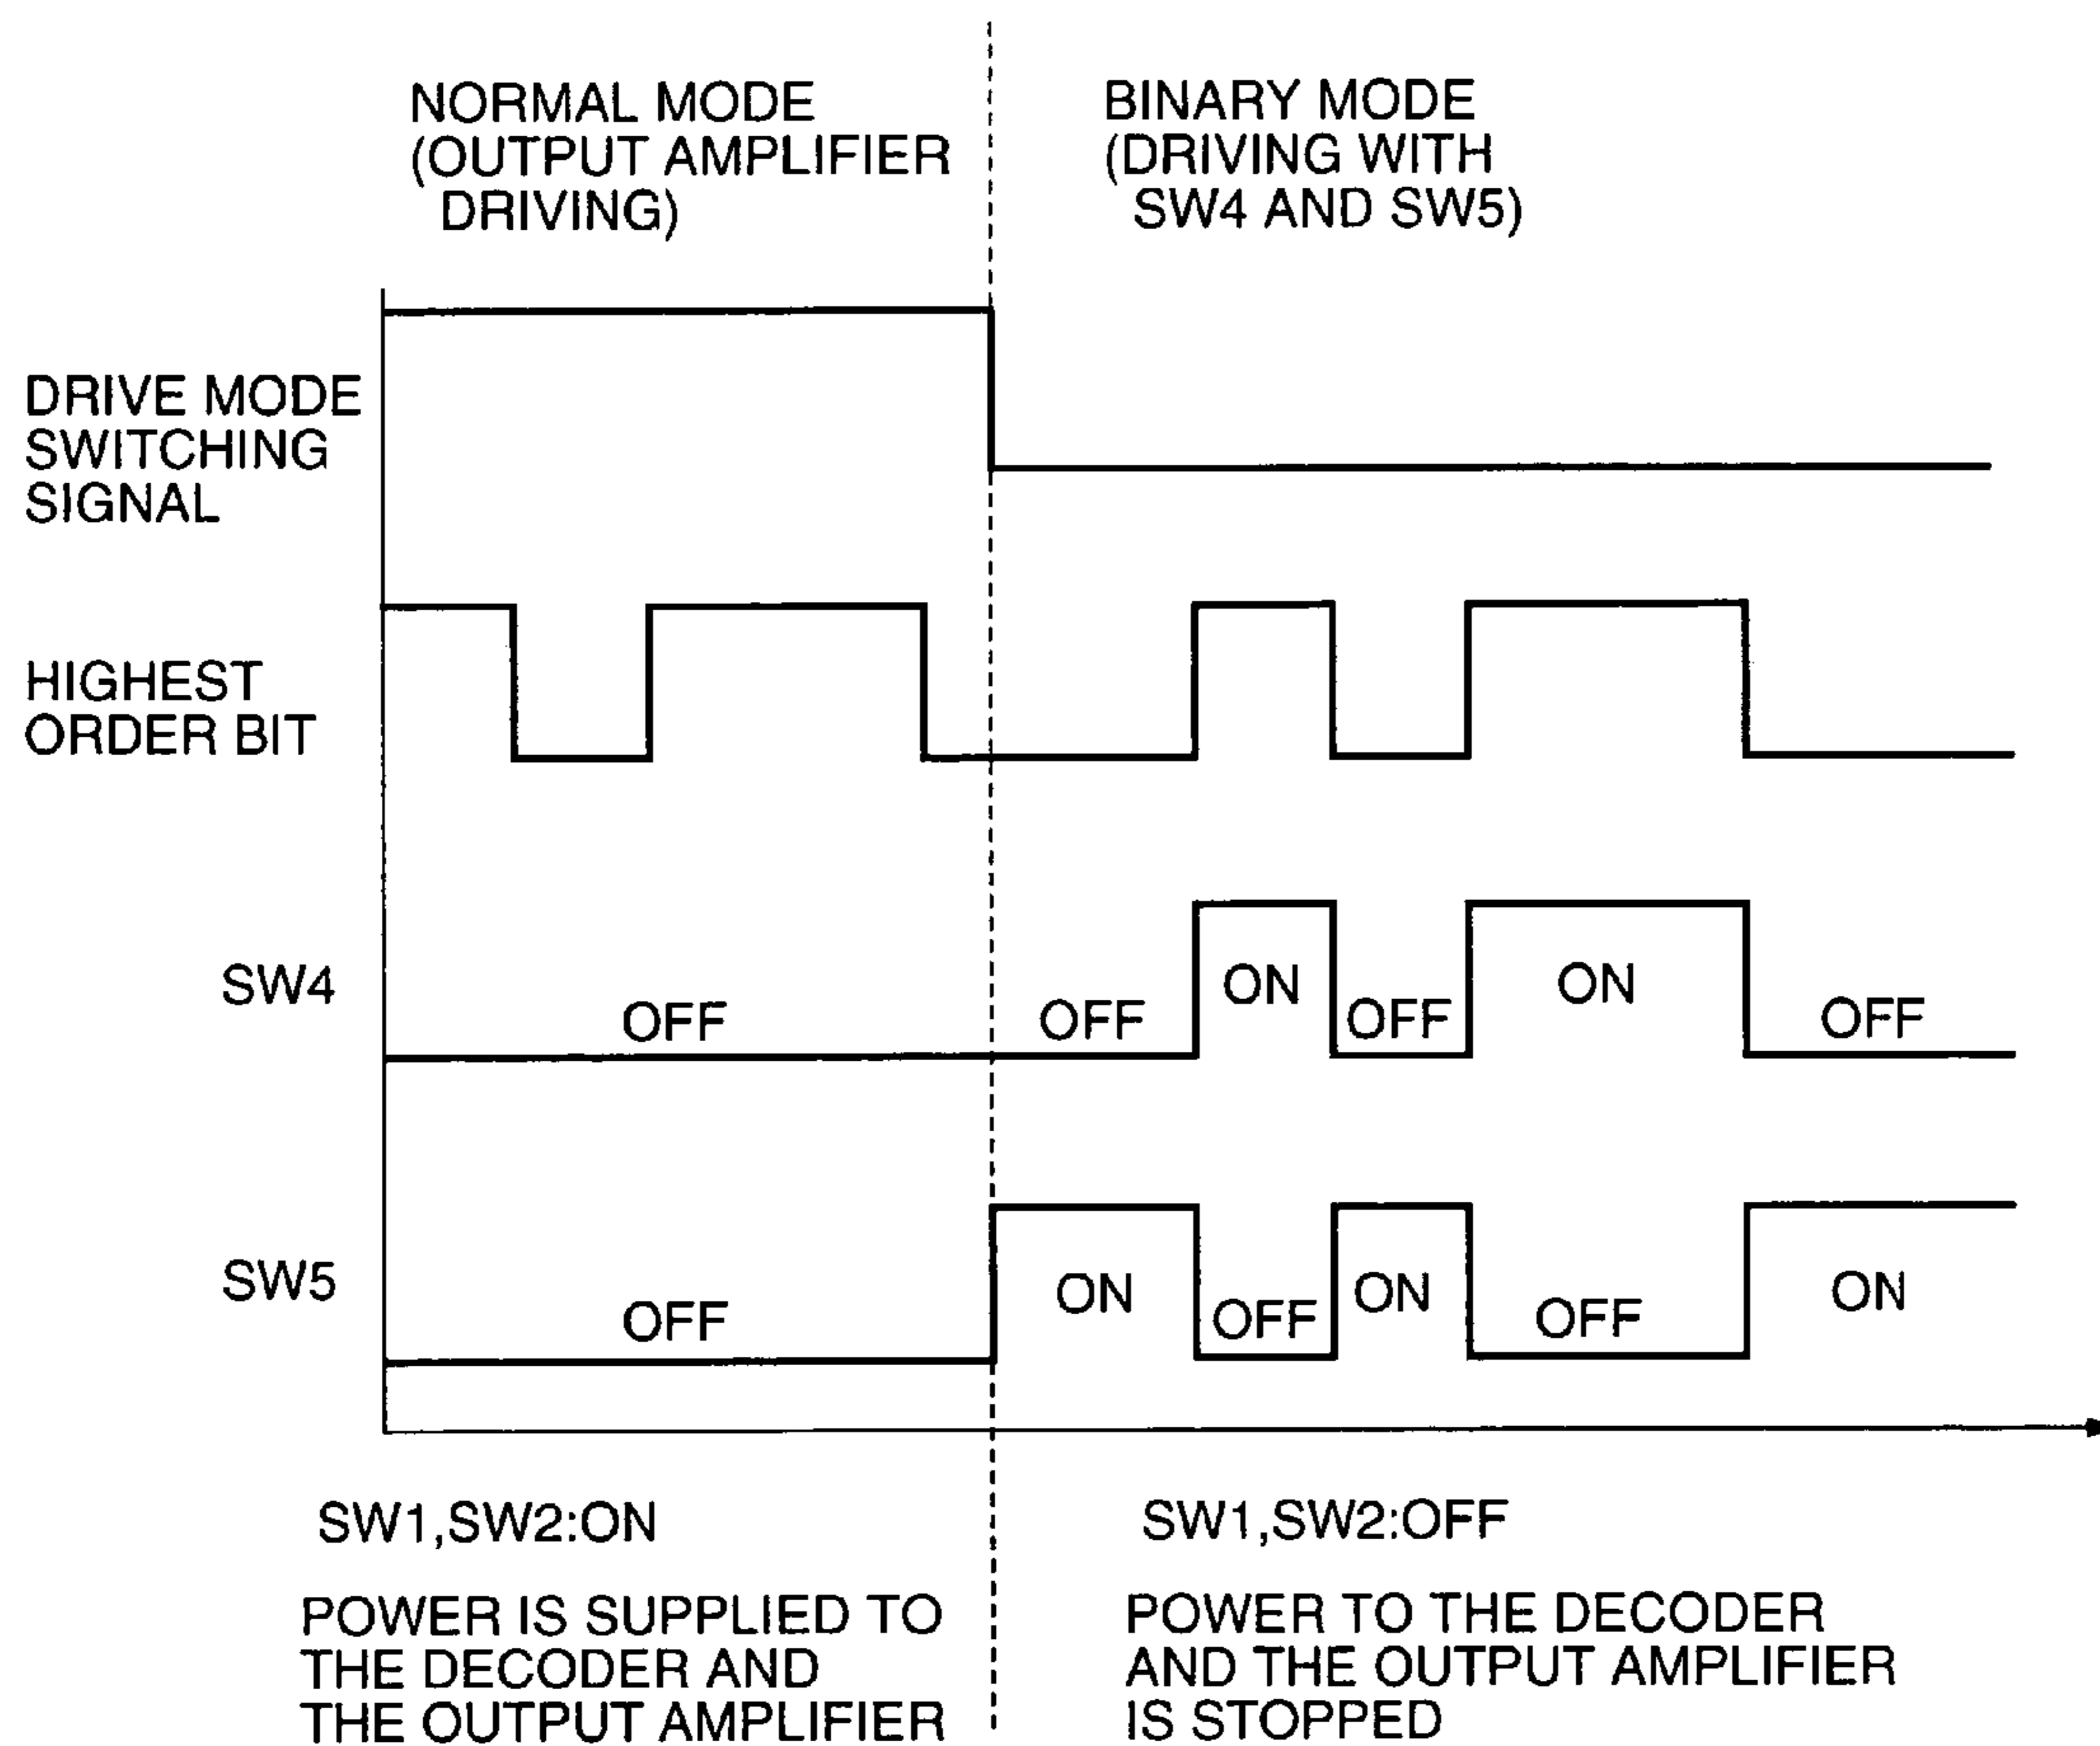 NORMAL MODE
(OUTPUT AMPLIFIER
DRIVING)
BINARY MODE
(DRIVING WITH
SW4 AND SW5)
DRIVE MODE
SWITCHING
SIGNAL
HIGHEST
ORDER BIT
SW4
OFF
OFF
ON
OFF
ON
OFF
SW5
OFF
ON
OFF
ON
OFF
ON
SW1,SW2:ON
SW1,SW2:OFF
POWER IS SUPPLIED TO
THE DECODER AND
THE OUTPUT AMPLIFIER
POWER TO THE DECODER
AND THE OUTPUT AMPLIFIER
IS STOPPED